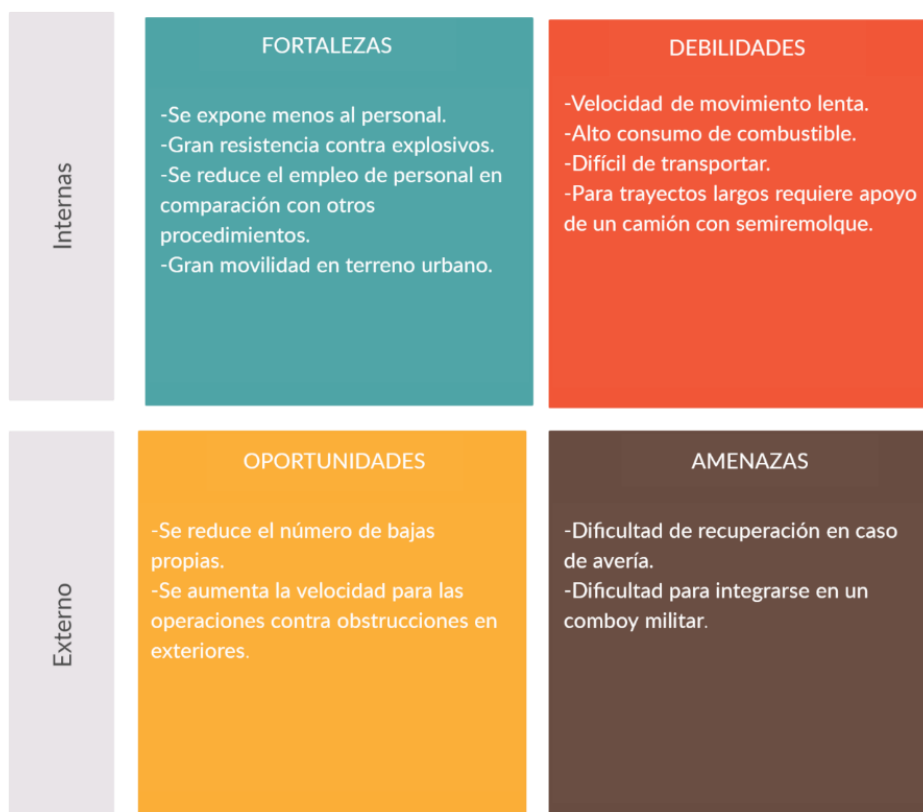 Internas
FORTALEZAS
-Se expone menos al personal.
-Gran resistencia contra explosivos.
-Se reduce el empleo de personal en
comparación con otros
procedimientos.
-Gran movilidad en terreno urbano.
DEBILIDADES
-Velocidad de movimiento lenta.
-Alto consumo de combustible.
-Difícil de transportar.
-Para trayectos largos requiere apoyo
de un camión con semiremolque.
Externo
OPORTUNIDADES
-Se reduce el número de bajas
propias.
-Se aumenta la velocidad para las
operaciones contra obstrucciones en
exteriores.
AMENAZAS
-Dificultad de recuperación en caso
de avería.
-Dificultad para integrarse en un
comboy militar.